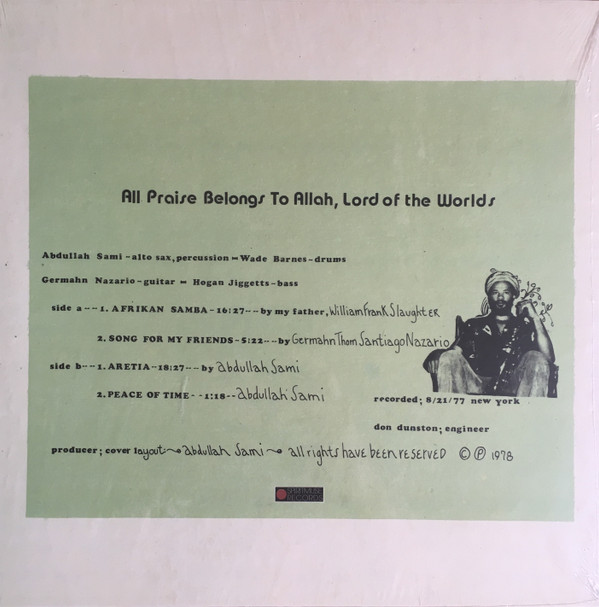 All Praise Belongs To Allah, Lord of the Worlds
Abdullah Sami - alto sax, percussion - Wade Barnes - drums
Germahn Nazario - guitar - Hogan Jiggetts - bass
side a -- 1. AFRIKAN SAMBA - 16:27 -- by my father, William Frank Slaughter
2. SONG FOR MY FRIENDS - 5:22 -- by Germahn Thom Santiago Nazario
side b -- 1. ARETIA - 18:27 -- by abdullah Sami
2. PEACE OF TIME - - 1:18 -- abdullah Sami
recorded; 8/21/77 new york
don dunston; engineer
producer; cover layout: ~ abdullah Sami ~ all rights have been reserved © ℗ 1978
RECORDS